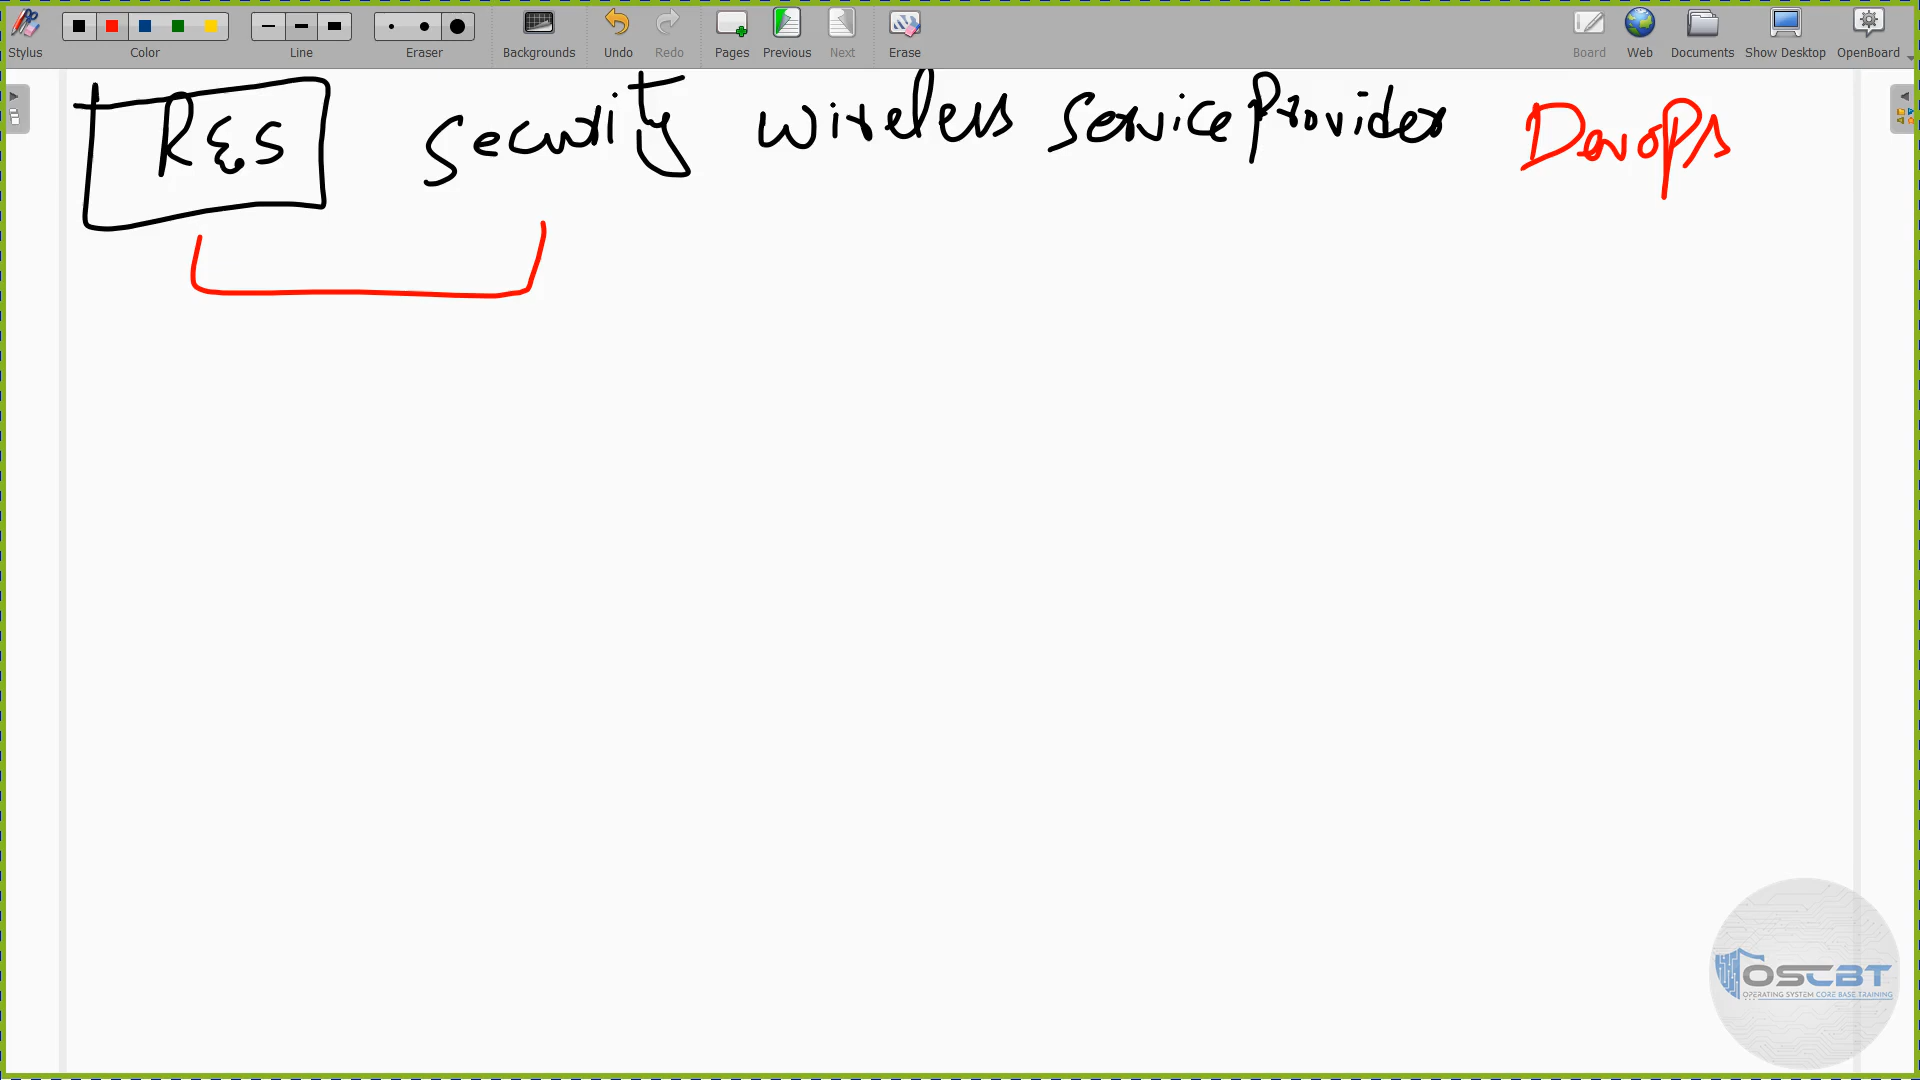 Stylus Color Line Eraser Backgrounds Undo Redo Pages Previous Next Erase Board Web Documents Show Desktop OpenBoard
R&S Security Wireless Service Provider DevOps
OSCBT
OPERATING SYSTEM CORE BASE TRAINING